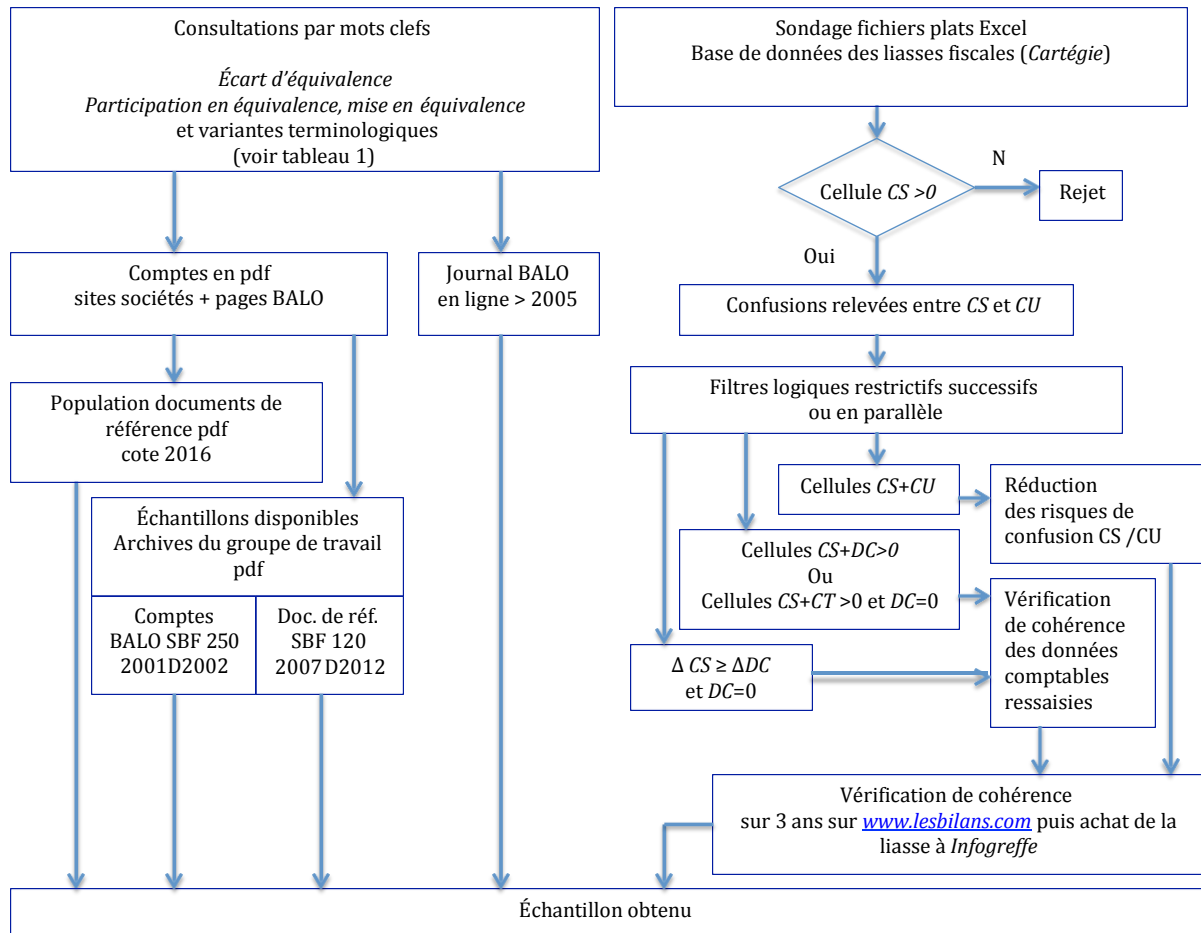 Consultations par mots clefs
Écart d'équivalence
Participation en équivalence, mise en équivalence
et variantes terminologiques
(voir tableau 1)
Sondage fichiers plats Excel
Base de données des liasses fiscales (Cartégie)
Cellule CS >0
N
Rejet
Oui
Comptes en pdf
sites sociétés + pages BALO
Journal BALO
en ligne > 2005
Confusions relevées entre CS et CU
Population documents de
référence pdf
cote 2016
Filtres logiques restrictifs successifs
ou en parallèle
Cellules CS+CU
Réduction
des risques de
confusion CS /CU
Échantillons disponibles
Archives du groupe de travail
pdf
Comptes
BALO SBF 250
2001D2002
Doc. de réf.
SBF 120
2007D2012
Cellules CS+DC>0
Ou
Cellules CS+CT >0 et DC=0
Δ CS ≥ ΔDC
et DC=0
Vérification
de cohérence
des données
comptables
ressaisies
Vérification de cohérence
sur 3 ans sur www.lesbilans.com puis achat de la
liasse à Infogreffe
Échantillon obtenu